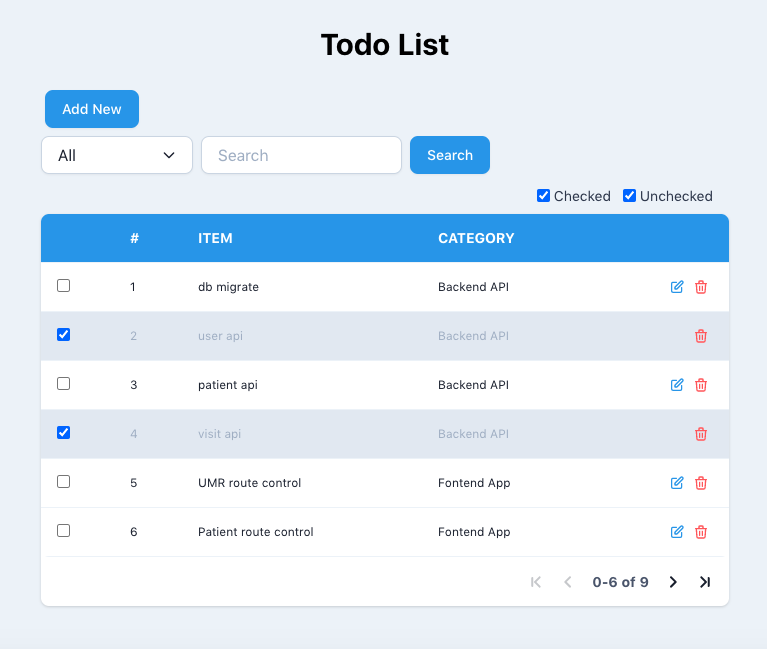 Todo List
Add New
All Search Search
Checked Unchecked
# ITEM CATEGORY
1 db migrate Backend API
2 user api Backend API
3 patient api Backend API
4 visit api Backend API
5 UMR route control Fontend App
6 Patient route control Fontend App
0-6 of 9